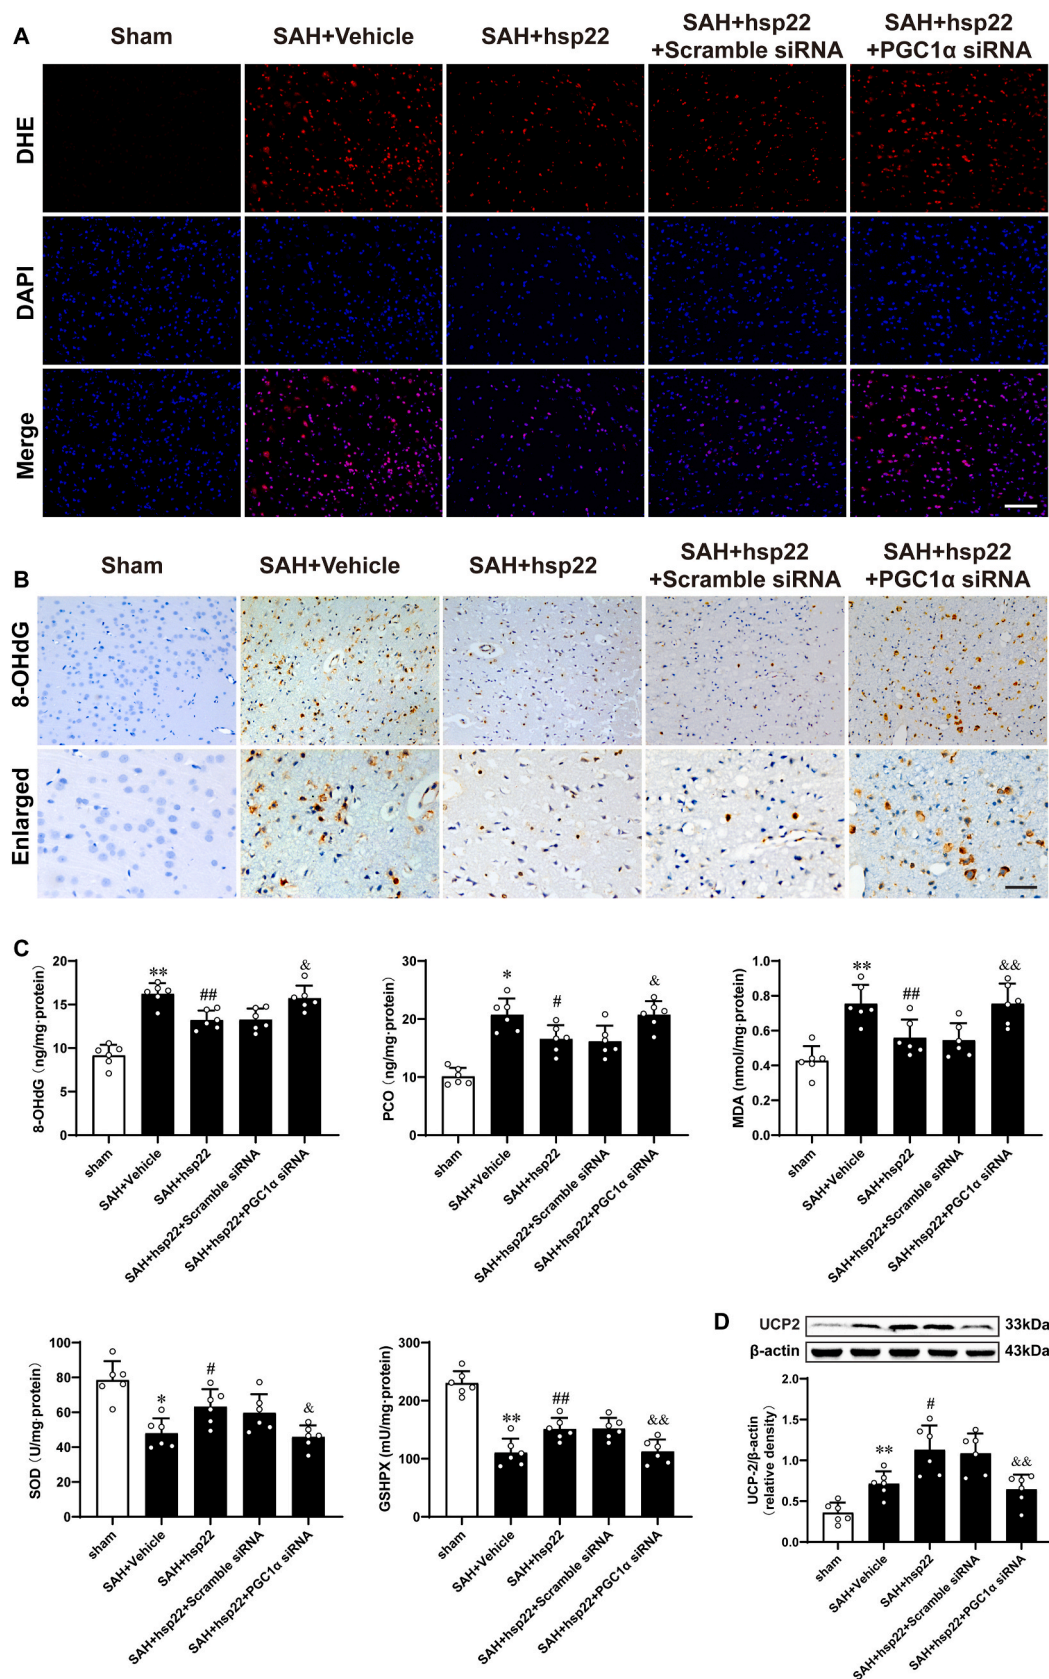 A
Sham
SAH+Vehicle
SAH+hsp22
SAH+hsp22
+Scramble siRNA
SAH+hsp22
+PGC1α siRNA
DHE
DAPI
Merge
B
Sham
SAH+Vehicle
SAH+hsp22
SAH+hsp22
+Scramble siRNA
SAH+hsp22
+PGC1α siRNA
8-OHdG
Enlarged
C
8-OHdG（ng/mg·protein）
20
15
10
5
0
**
##
&
sham
SAH+Vehicle
SAH+hsp22
SAH+hsp22+Scramble siRNA
SAH+hsp22+PGC1α siRNA
PCO（ng/mg·protein）
30
20
10
0
*
#
&
sham
SAH+Vehicle
SAH+hsp22
SAH+hsp22+Scramble siRNA
SAH+hsp22+PGC1α siRNA
MDA (nmol/mg·protein)
1.0
0.8
0.6
0.4
0.2
0.0
**
##
&&
sham
SAH+Vehicle
SAH+hsp22
SAH+hsp22+Scramble siRNA
SAH+hsp22+PGC1α siRNA
SOD（U/mg·protein）
100
80
60
40
20
0
*
#
&
sham
SAH+Vehicle
SAH+hsp22
SAH+hsp22+Scramble siRNA
SAH+hsp22+PGC1α siRNA
GSHPX (mU/mg·protein)
300
200
100
0
**
##
&&
sham
SAH+Vehicle
SAH+hsp22
SAH+hsp22+Scramble siRNA
SAH+hsp22+PGC1α siRNA
D
UCP2
33kDa
β-actin
43kDa
UCP-2/β-actin
（relative density）
2.0
1.5
1.0
0.5
0.0
**
#
&&
sham
SAH+Vehicle
SAH+hsp22
SAH+hsp22+Scramble siRNA
SAH+hsp22+PGC1α siRNA